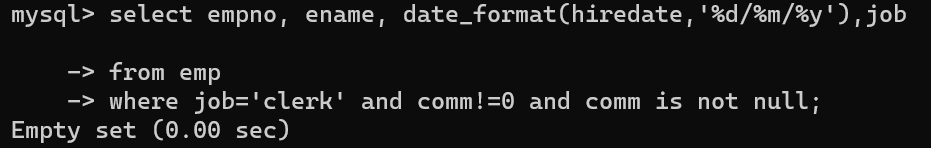 mysql> select empno, ename, date_format(hiredate,'%d/%m/%y'),job
-> from emp
-> where job='clerk' and comm!=0 and comm is not null;
Empty set (0.00 sec)